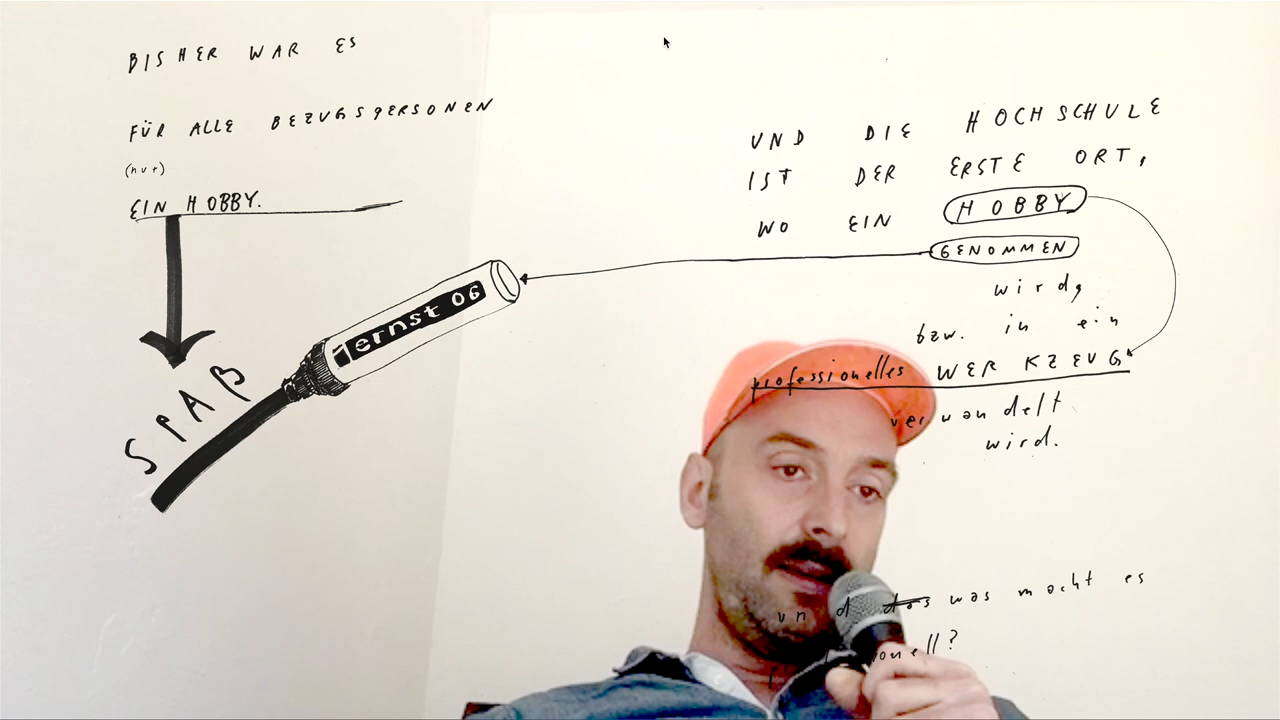 BISHER WAR ES
FÜR ALLE BEZUGSPERSONEN
(nur)
EIN HOBBY.
SPAß
ernst 06
UND DIE HOCHSCHULE
IST DER ERSTE ORT,
WO EIN HOBBY
GENOMMEN
wird,
bzw. in ein
professionelles WERKZEUG
verwandelt
wird.
und das was macht es